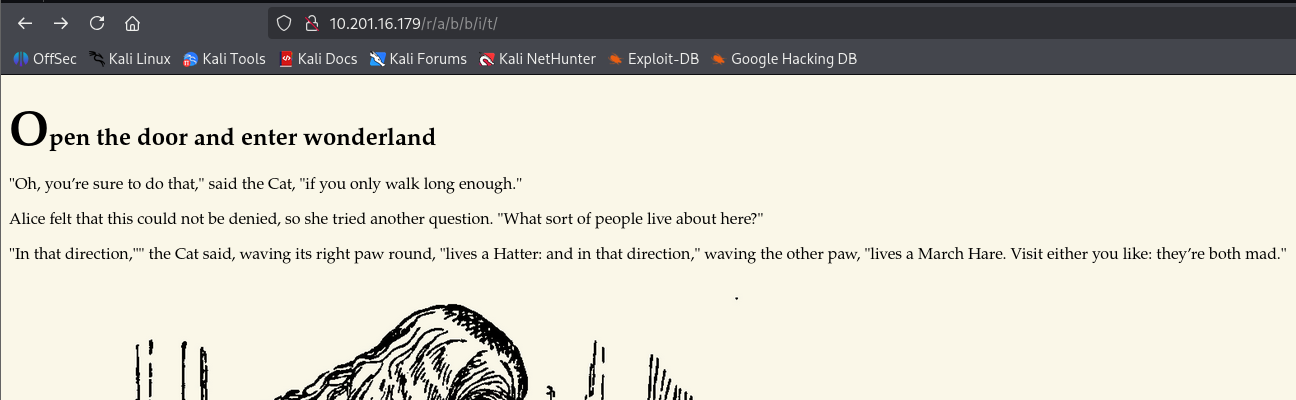 10.201.16.179/r/a/b/b/i/t/
OffSec Kali Linux Kali Tools Kali Docs Kali Forums Kali NetHunter Exploit-DB Google Hacking DB
Open the door and enter wonderland
"Oh, you’re sure to do that," said the Cat, "if you only walk long enough."
Alice felt that this could not be denied, so she tried another question. "What sort of people live about here?"
"In that direction,"" the Cat said, waving its right paw round, "lives a Hatter: and in that direction," waving the other paw, "lives a March Hare. Visit either you like: they’re both mad."